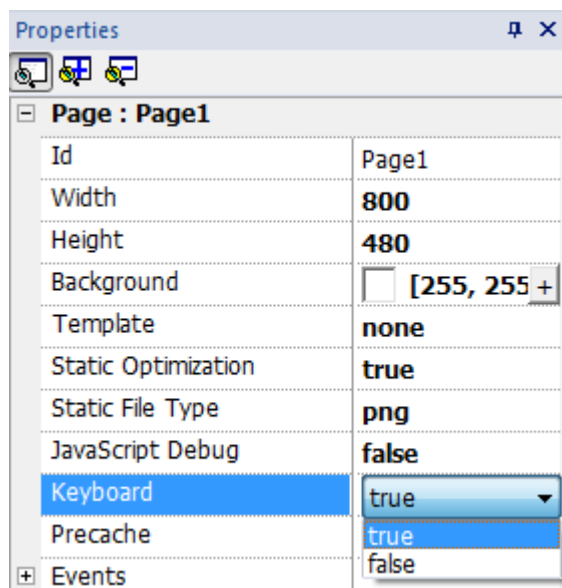 Properties
Page : Page1
Id Page1
Width 800
Height 480
Background [255, 255 +
Template none
Static Optimization true
Static File Type png
JavaScript Debug false
Keyboard true
Precache true
Events false